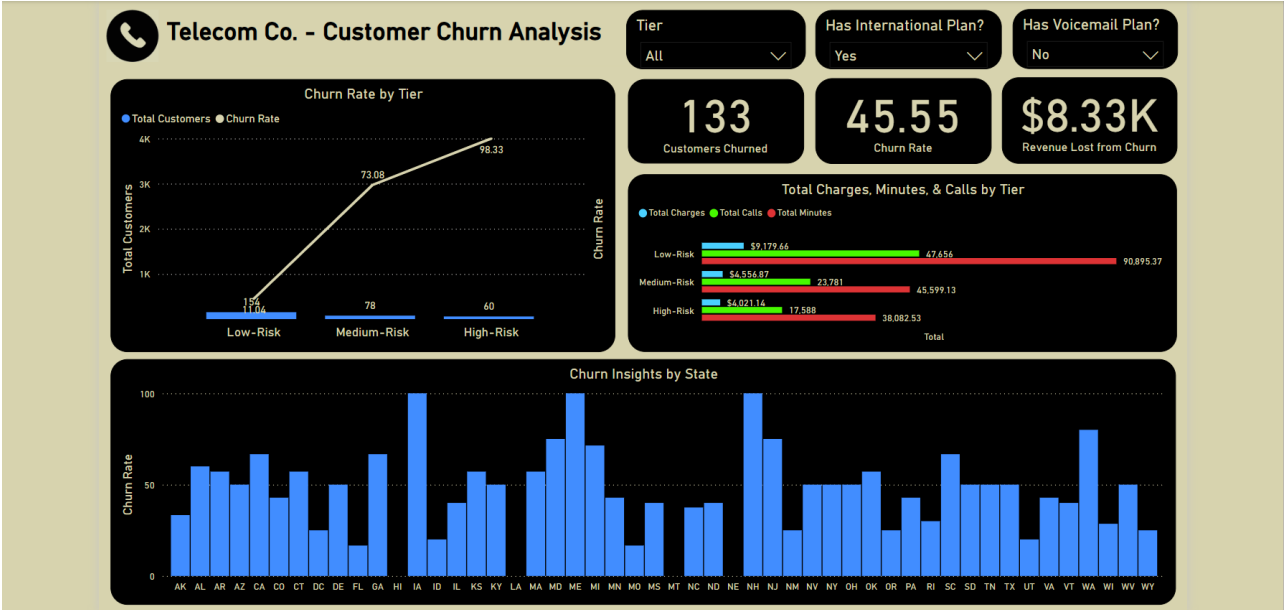 Telecom Co. - Customer Churn Analysis
Tier
All
Has International Plan?
Yes
Has Voicemail Plan?
No
133
Customers Churned
45.55
Churn Rate
$8.33K
Revenue Lost from Churn
Churn Rate by Tier
Total Customers Churn Rate
4K
3K
2K
1K
Total Customers
Churn Rate
98.33
73.08
154
11.04
78
60
Low-Risk Medium-Risk High-Risk
Total Charges, Minutes, & Calls by Tier
Total Charges Total Calls Total Minutes
Low-Risk
$9,179.66
47,656
90,895.37
Medium-Risk
$4,556.87
23,781
45,599.13
High-Risk
$4,021.14
17,588
38,082.53
Total
Churn Insights by State
100
50
0
Churn Rate
AK AL AR AZ CA CO CT DC DE FL GA HI IA ID IL KS KY LA MA MD ME MI MN MO MS MT NC ND NE NH NJ NM NV NY OH OK OR PA RI SC SD TN TX UT VA VT WA WI WV WY